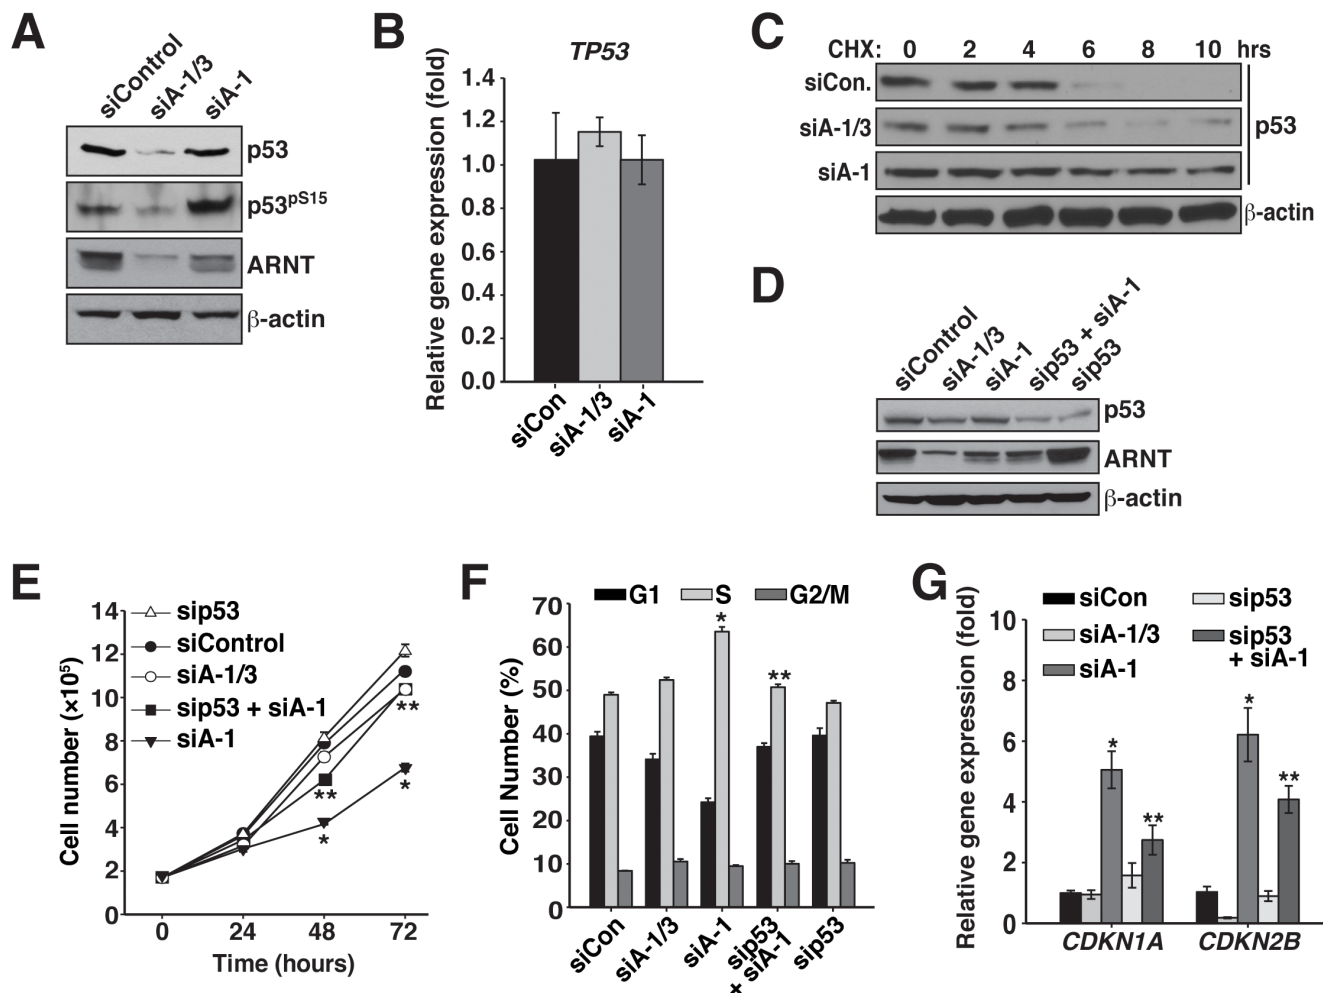 A
siControl
siA-1/3
siA-1
p53
p53pS15
ARNT
β-actin
B
TP53
Relative gene expression (fold)
1.4
1.2
1.0
0.8
0.6
0.4
0.2
0.0
siCon
siA-1/3
siA-1
C
CHX: 0 2 4 6 8 10 hrs
siCon.
siA-1/3
siA-1
p53
β-actin
D
siControl
siA-1/3
siA-1
sip53 + siA-1
sip53
p53
ARNT
β-actin
E
sip53
siControl
siA-1/3
sip53 + siA-1
siA-1
Cell number (×10⁵)
14
12
10
8
6
4
2
0
**
*
**
*
0 24 48 72
Time (hours)
F
G1 S G2/M
Cell Number (%)
70
60
50
40
30
20
10
0
*
**
siCon
siA-1/3
siA-1
sip53
+ siA-1
sip53
G
siCon
siA-1/3
siA-1
sip53
sip53
+ siA-1
Relative gene expression (fold)
10
8
6
4
2
0
*
**
*
**
CDKN1A CDKN2B